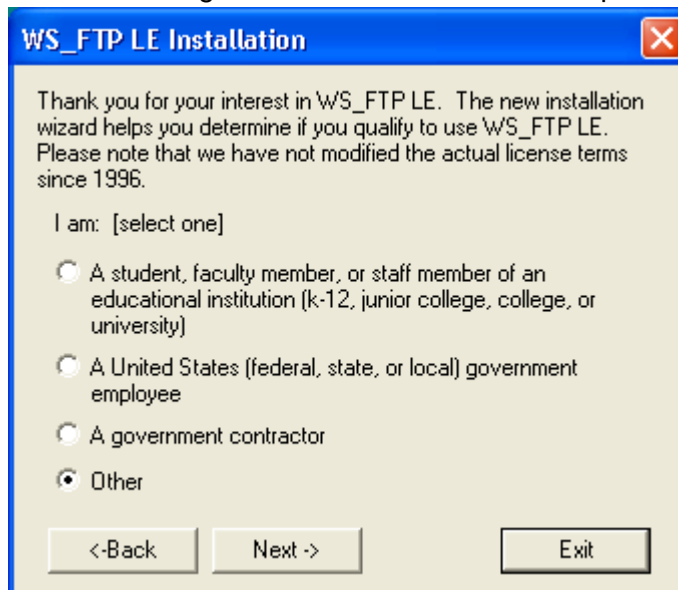 WS_FTP LE Installation
Thank you for your interest in WS_FTP LE. The new installation
wizard helps you determine if you qualify to use WS_FTP LE.
Please note that we have not modified the actual license terms
since 1996.
I am: [select one]
A student, faculty member, or staff member of an
educational institution (k-12, junior college, college, or
university)
A United States (federal, state, or local) government
employee
A government contractor
Other
<-Back Next -> Exit